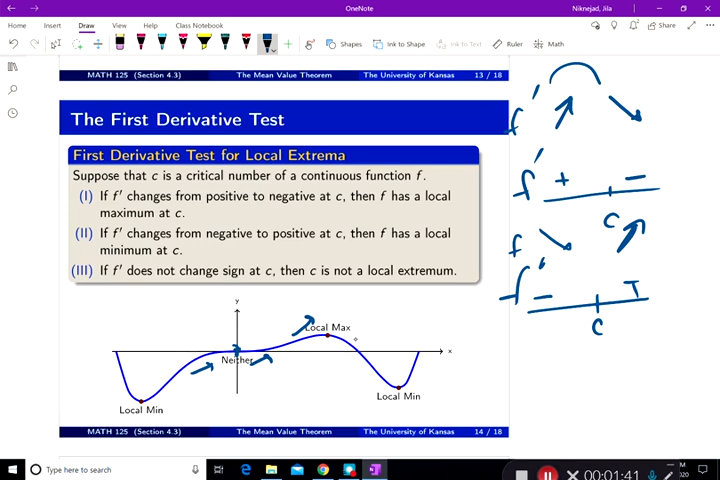 OneNote
Niknejad, Jila
Home Insert Draw View Help Class Notebook
Share
Shapes Ink to Shape Ink to Text Ruler Math
MATH 125 (Section 4.3) The Mean Value Theorem The University of Kansas 13 / 18
The First Derivative Test
First Derivative Test for Local Extrema
Suppose that c is a critical number of a continuous function f.
(I) If f′ changes from positive to negative at c, then f has a local
maximum at c.
(II) If f′ changes from negative to positive at c, then f has a local
minimum at c.
(III) If f′ does not change sign at c, then c is not a local extremum.
y
Local Max
x
Neither
Local Min
Local Min
f′
f′ + −
c
f
f′ −
c
MATH 125 (Section 4.3) The Mean Value Theorem The University of Kansas 14 / 18
Type here to search
00:01:41